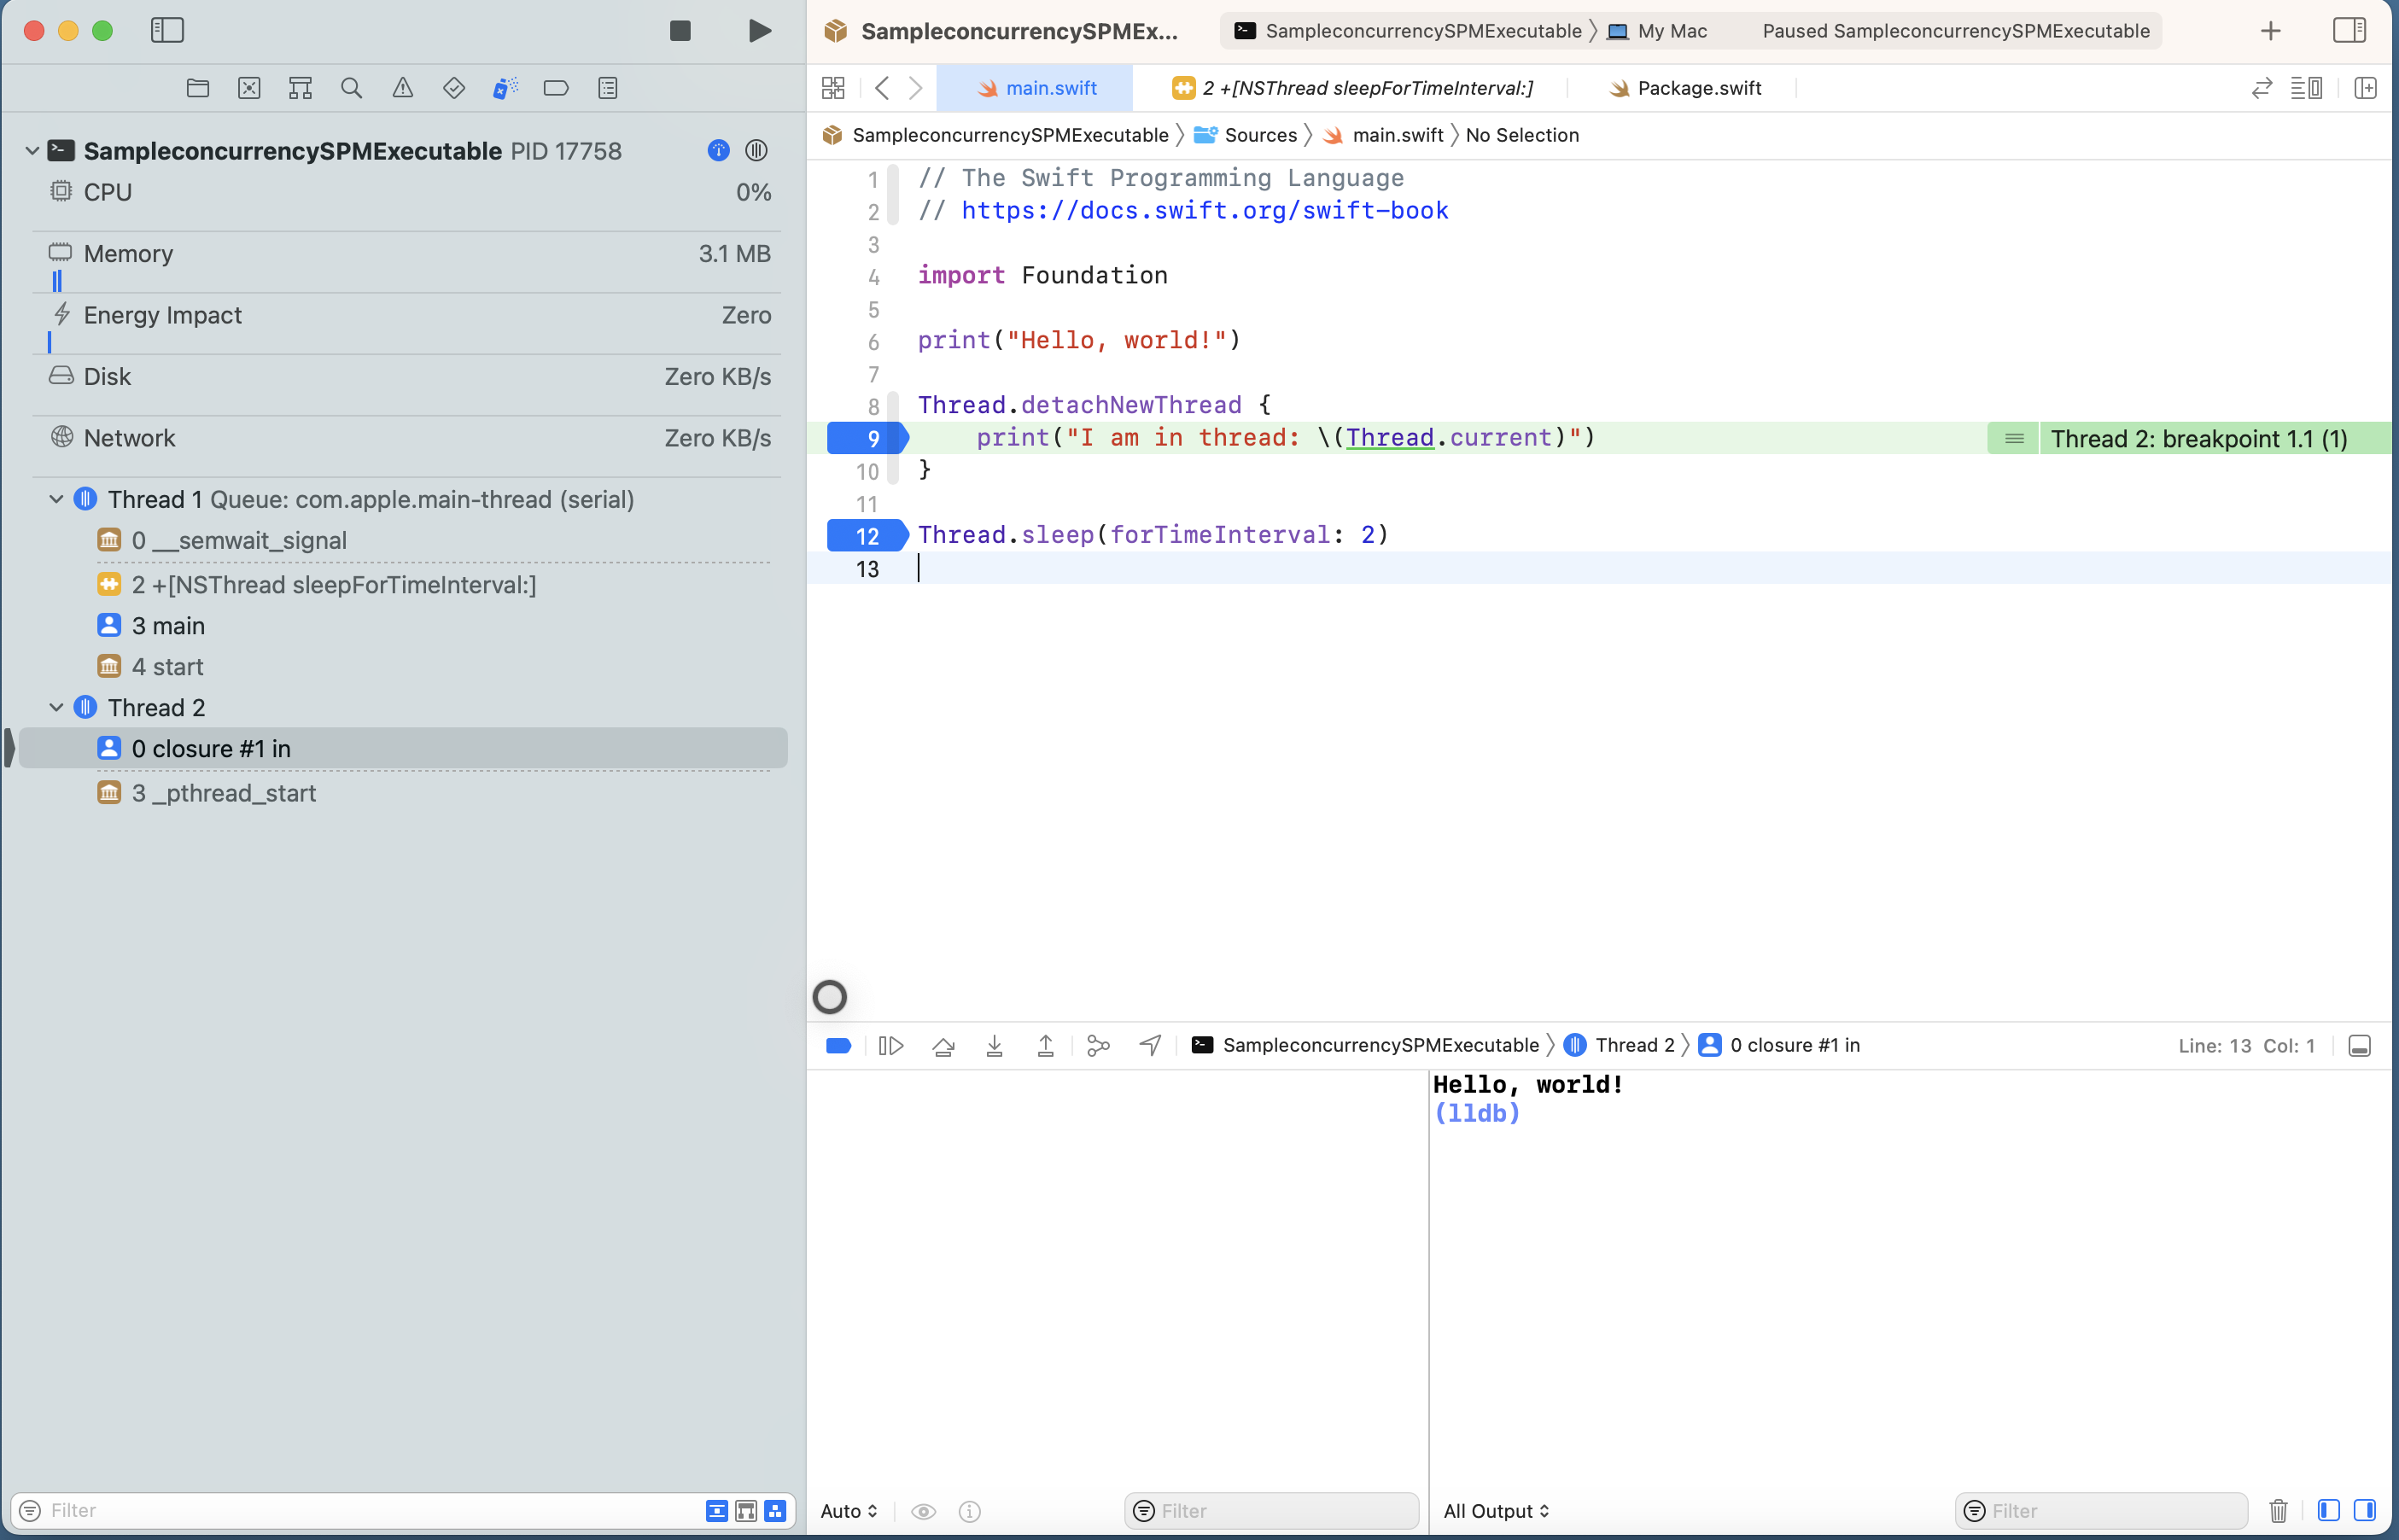 SampleconcurrencySPMEx...
SampleconcurrencySPMExecutable
My Mac
Paused SampleconcurrencySPMExecutable
main.swift
2 +[NSThread sleepForTimeInterval:]
Package.swift
SampleconcurrencySPMExecutable
Sources
main.swift
No Selection
SampleconcurrencySPMExecutable PID 17758
CPU 0%
Memory 3.1 MB
Energy Impact Zero
Disk Zero KB/s
Network Zero KB/s
Thread 1 Queue: com.apple.main-thread (serial)
0 __semwait_signal
2 +[NSThread sleepForTimeInterval:]
3 main
4 start
Thread 2
0 closure #1 in
3 _pthread_start
Filter
1 // The Swift Programming Language
2 // https://docs.swift.org/swift-book
3
4 import Foundation
5
6 print("Hello, world!")
7
8 Thread.detachNewThread {
9 print("I am in thread: \(Thread.current)") Thread 2: breakpoint 1.1 (1)
10 }
11
12 Thread.sleep(forTimeInterval: 2)
13
SampleconcurrencySPMExecutable
Thread 2
0 closure #1 in
Line: 13 Col: 1
Hello, world!
(lldb)
Auto
Filter
All Output
Filter